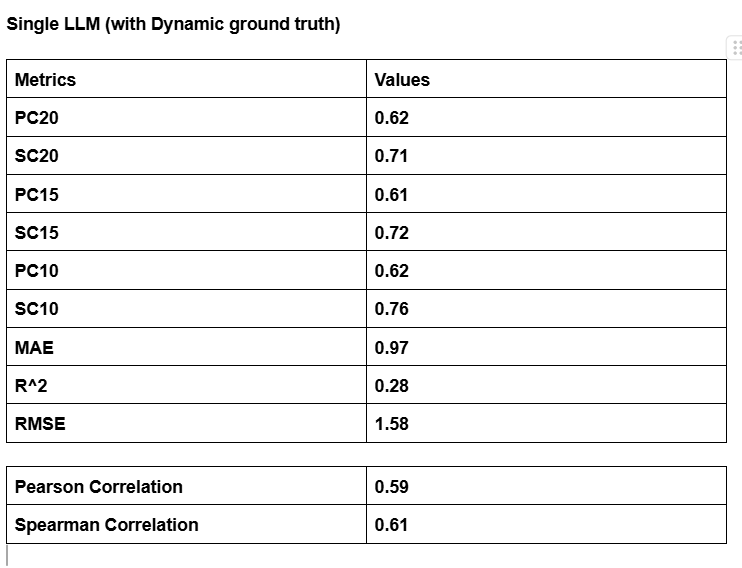 Single LLM (with Dynamic ground truth)
Metrics Values
PC20 0.62
SC20 0.71
PC15 0.61
SC15 0.72
PC10 0.62
SC10 0.76
MAE 0.97
R^2 0.28
RMSE 1.58
Pearson Correlation 0.59
Spearman Correlation 0.61